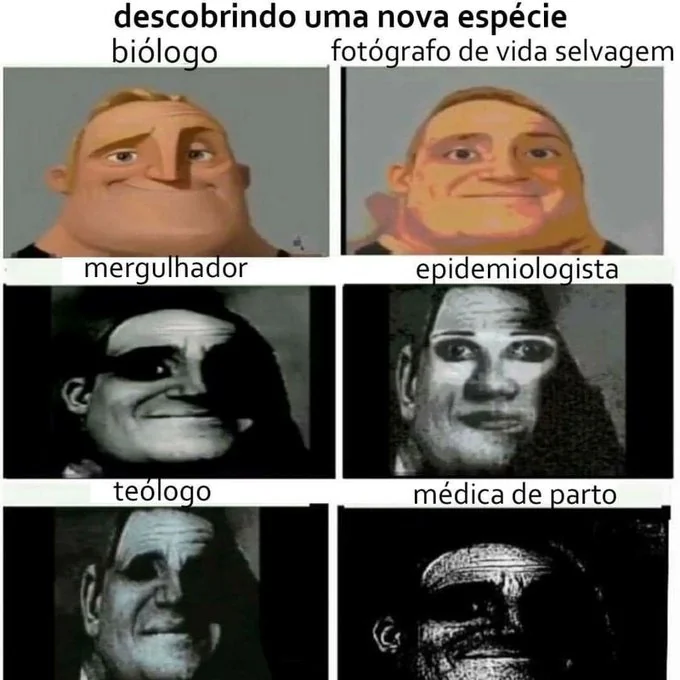 descobrindo uma nova espécie
biólogo
fotógrafo de vida selvagem
mergulhador
epidemiologista
teólogo
médica de parto